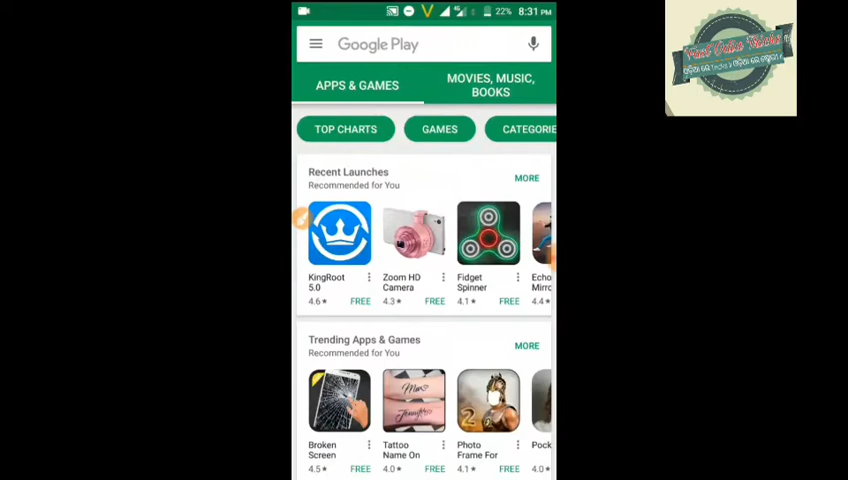 22% 8:31 PM
Google Play
APPS & GAMES
MOVIES, MUSIC,
BOOKS
TOP CHARTS
GAMES
CATEGORIE
Recent Launches
Recommended for You
MORE
KingRoot
5.0
4.6★ FREE
Zoom HD
Camera
4.3★ FREE
Fidget
Spinner
4.1★ FREE
Echo
Mirro
4.4★
Trending Apps & Games
Recommended for You
MORE
Broken
Screen
4.5★ FREE
Tattoo
Name On
4.0★ FREE
2
Photo
Frame For
4.1★ FREE
Pock
4.0★